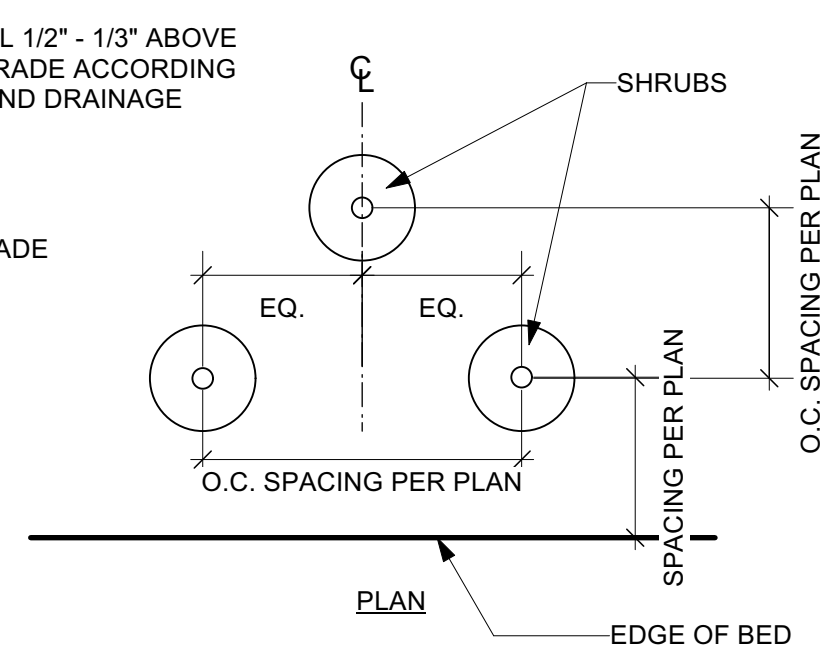 L 1/2" - 1/3" ABOVE
RADE ACCORDING
ND DRAINAGE
℄
SHRUBS
ADE
EQ.
EQ.
O.C. SPACING PER PLAN
O.C. SPACING PER PLAN
SPACING PER PLAN
PLAN
EDGE OF BED